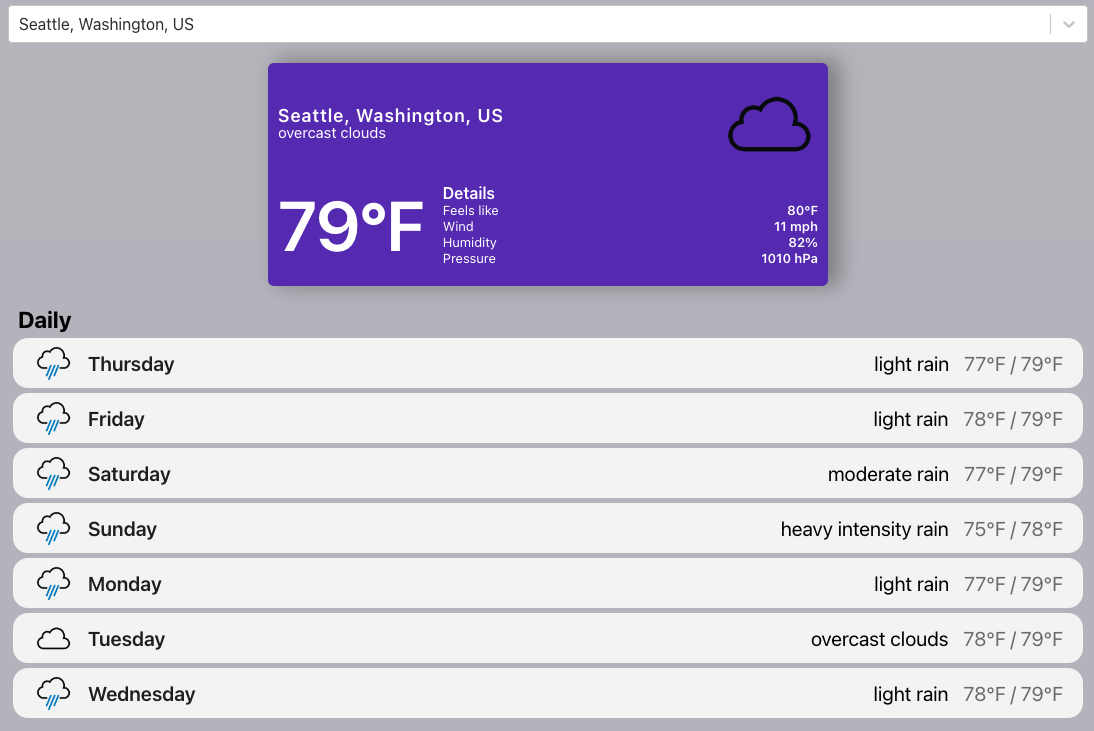 Seattle, Washington, US
Seattle, Washington, US
overcast clouds
79°F
Details
Feels like 80°F
Wind 11 mph
Humidity 82%
Pressure 1010 hPa
Daily
Thursday light rain 77°F / 79°F
Friday light rain 78°F / 79°F
Saturday moderate rain 77°F / 79°F
Sunday heavy intensity rain 75°F / 78°F
Monday light rain 77°F / 79°F
Tuesday overcast clouds 78°F / 79°F
Wednesday light rain 78°F / 79°F